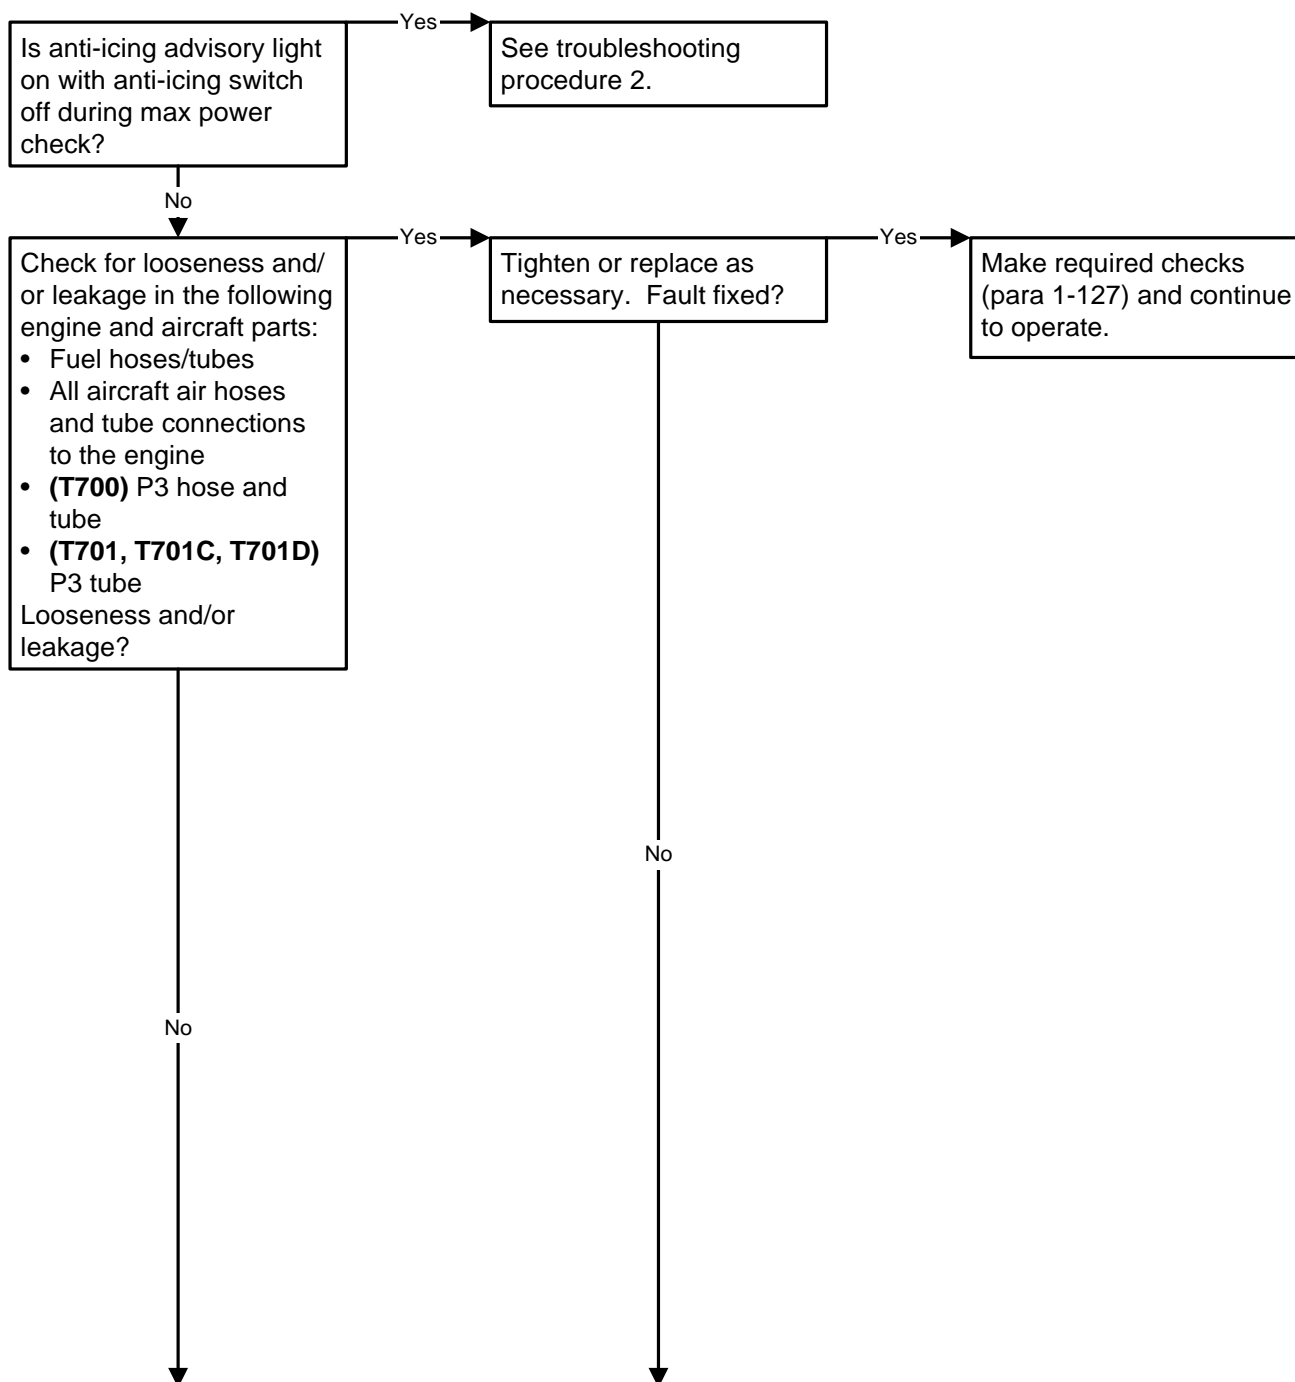 Is anti-icing advisory light
on with anti-icing switch
off during max power
check?
Yes
See troubleshooting
procedure 2.
No
Check for looseness and/
or leakage in the following
engine and aircraft parts:
• Fuel hoses/tubes
• All aircraft air hoses
and tube connections
to the engine
• (T700) P3 hose and
tube
• (T701, T701C, T701D)
P3 tube
Looseness and/or
leakage?
Yes
Tighten or replace as
necessary. Fault fixed?
Yes
Make required checks
(para 1-127) and continue
to operate.
No
No